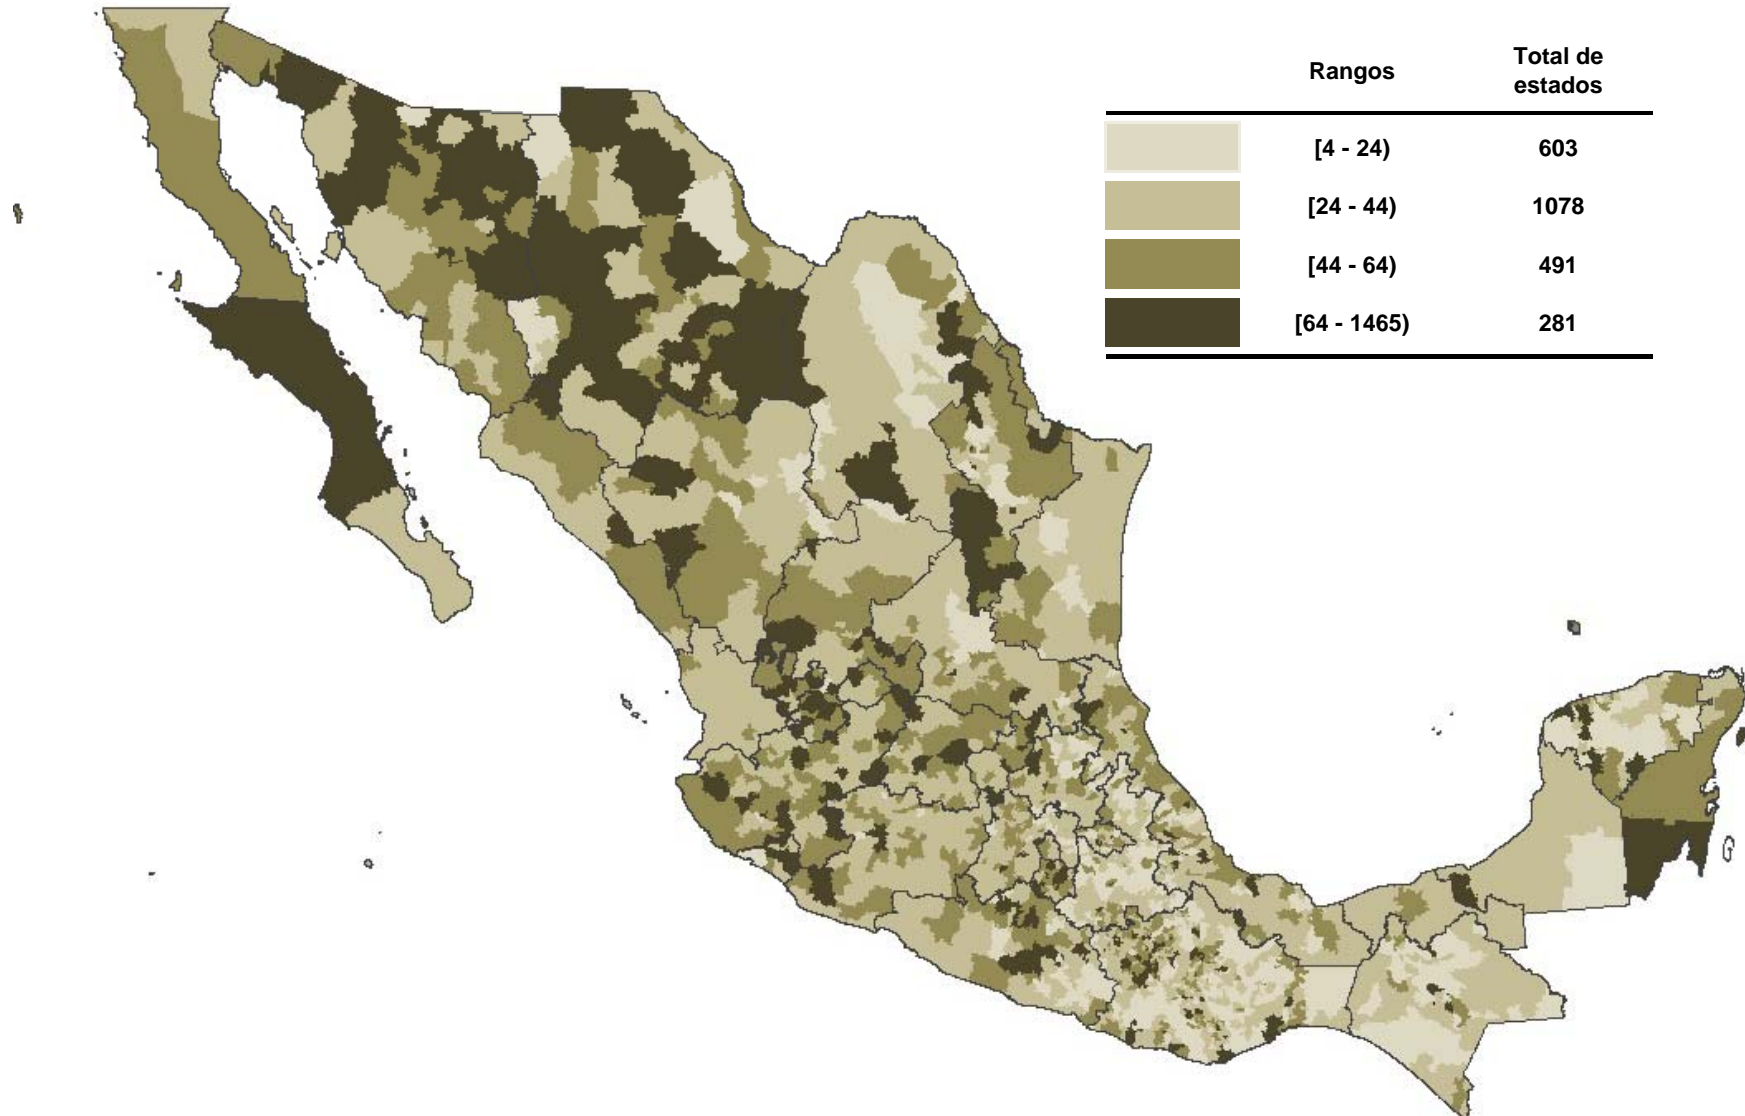 Rangos
Total de
estados
[4 - 24) 603
[24 - 44) 1078
[44 - 64) 491
[64 - 1465) 281